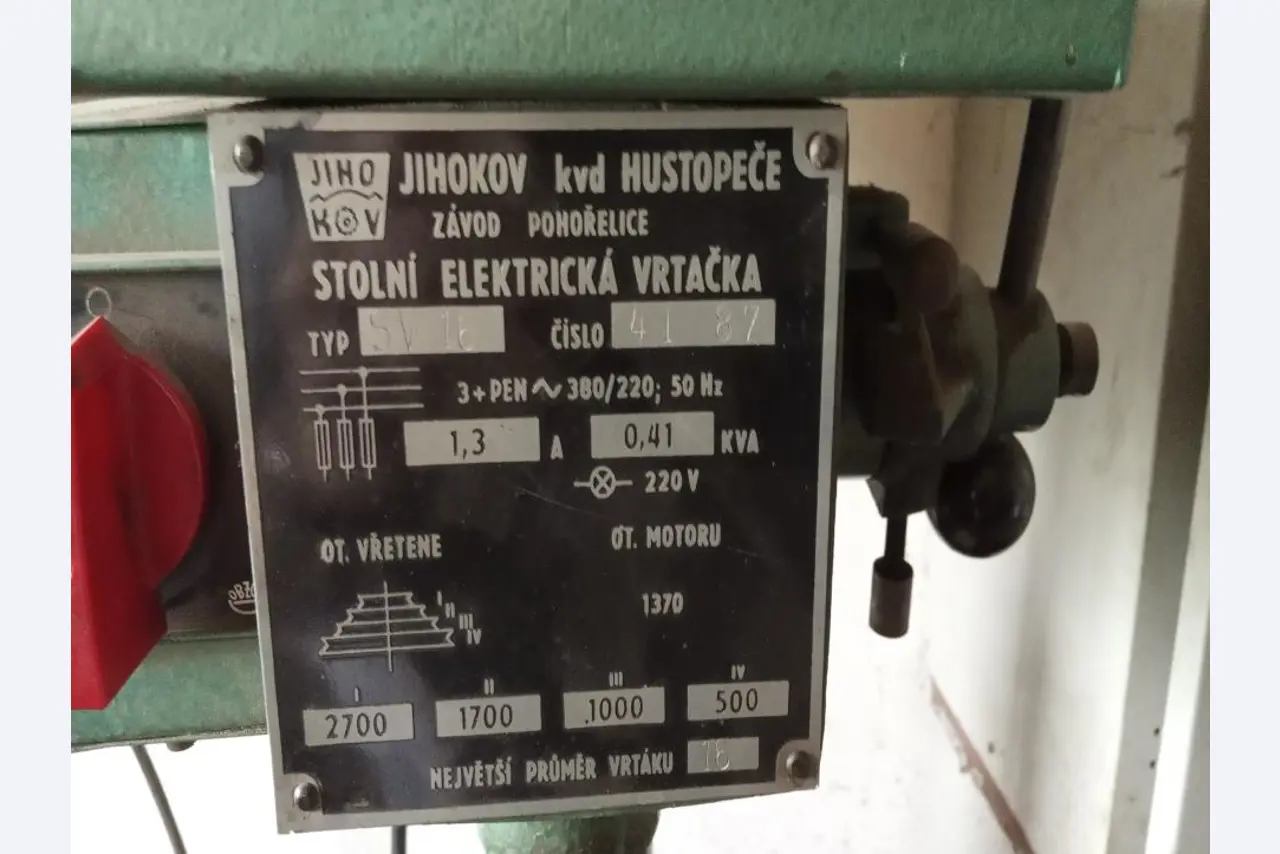 JIHO
KOV
JIHOKOV kvd HUSTOPEČE
ZÁVOD POHOŘELICE
STOLNÍ ELEKTRICKÁ VRTAČKA
TYP SV 16 ČÍSLO 41 87
3+PEN ~ 380/220; 50 Hz
1,3 A 0,41 KVA
220 V
OT. VŘETENE OT. MOTORU
I
II
III
IV
1370
I II III IV
2700 1700 1000 500
NEJVĚTŠÍ PRŮMĚR VRTÁKU 16